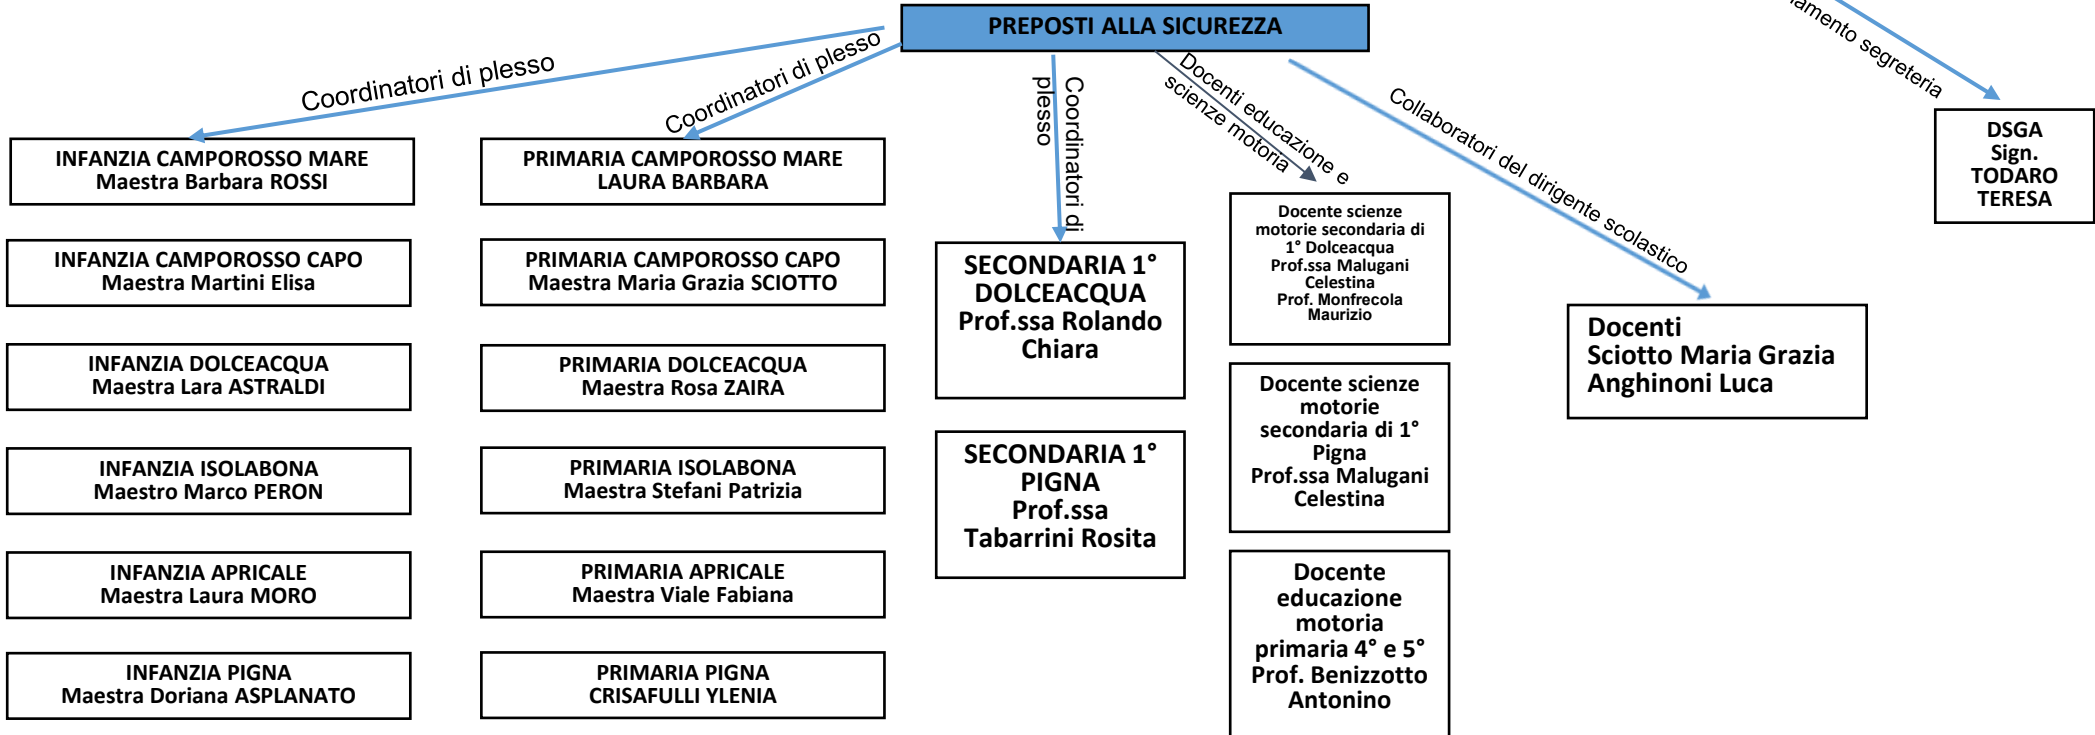 PREPOSTI ALLA SICUREZZA
Coordinatori di plesso
Coordinatori di plesso
Coordinatori di
plesso
Docenti educazione e
scienze motoria
Collaboratori del dirigente scolastico
segreteria
INFANZIA CAMPOROSSO MARE
Maestra Barbara ROSSI
INFANZIA CAMPOROSSO CAPO
Maestra Martini Elisa
INFANZIA DOLCEACQUA
Maestra Lara ASTRALDI
INFANZIA ISOLABONA
Maestro Marco PERON
INFANZIA APRICALE
Maestra Laura MORO
INFANZIA PIGNA
Maestra Doriana ASPLANATO
PRIMARIA CAMPOROSSO MARE
LAURA BARBARA
PRIMARIA CAMPOROSSO CAPO
Maestra Maria Grazia SCIOTTO
PRIMARIA DOLCEACQUA
Maestra Rosa ZAIRA
PRIMARIA ISOLABONA
Maestra Stefani Patrizia
PRIMARIA APRICALE
Maestra Viale Fabiana
PRIMARIA PIGNA
CRISAFULLI YLENIA
SECONDARIA 1°
DOLCEACQUA
Prof.ssa Rolando
Chiara
SECONDARIA 1°
PIGNA
Prof.ssa
Tabarrini Rosita
Docente scienze
motorie secondaria di
1° Dolceacqua
Prof.ssa Malugani
Celestina
Prof. Monfrecola
Maurizio
Docente scienze
motorie
secondaria di 1°
Pigna
Prof.ssa Malugani
Celestina
Docente
educazione
motoria
primaria 4° e 5°
Prof. Benizzotto
Antonino
Docenti
Sciotto Maria Grazia
Anghinoni Luca
DSGA
Sign.
TODARO
TERESA